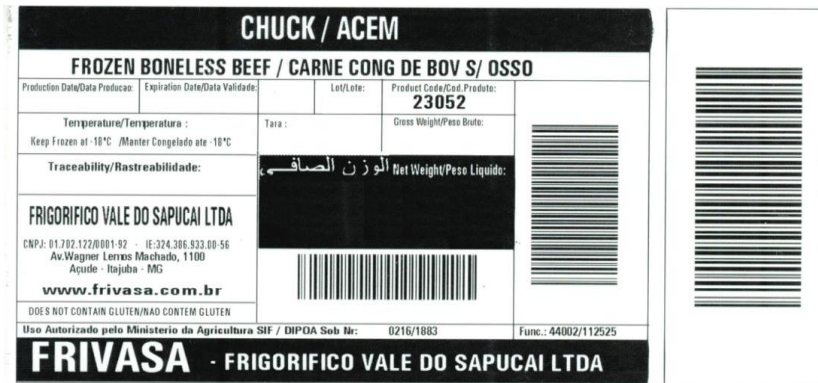 CHUCK / ACEM
FROZEN BONELESS BEEF / CARNE CONG DE BOV S/ OSSO
Production Date/Data Producao: Expiration Date/Data Validade: Lot/Lote: Product Code/Cod.Produto:
23052
Temperature/Temperatura :
Keep Frozen at -18°C /Manter Congelado ate -18°C
Tara :
Gross Weight/Peso Bruto:
Traceability/Rastreabilidade:
الوزن الصافي Net Weight/Peso Liquido:
FRIGORIFICO VALE DO SAPUCAI LTDA
CNPJ: 01.702.122/0001-92 - IE:324.386.933.00-56
Av.Wagner Lemos Machado, 1100
Açude - Itajuba - MG
www.frivasa.com.br
DOES NOT CONTAIN GLUTEN/NAO CONTEM GLUTEN
Uso Autorizado pelo Ministerio da Agricultura SIF / DIPOA Sob Nr: 0216/1883 Func.: 44002/112525
FRIVASA - FRIGORIFICO VALE DO SAPUCAI LTDA